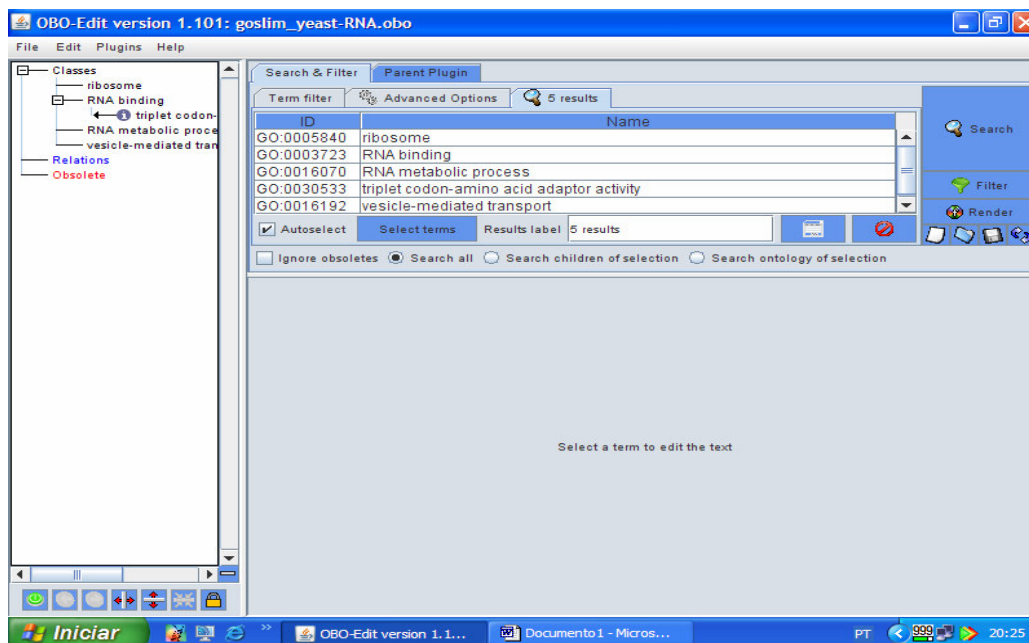 OBO-Edit version 1.101: goslim_yeast-RNA.obo
File Edit Plugins Help
Classes
ribosome
RNA binding
triplet codon-
RNA metabolic proce
vesicle-mediated tran
Relations
Obsolete
Search & Filter Parent Plugin
Term filter Advanced Options 5 results
ID Name
GO:0005840 ribosome
GO:0003723 RNA binding
GO:0016070 RNA metabolic process
GO:0030533 triplet codon-amino acid adaptor activity
GO:0016192 vesicle-mediated transport
Autoselect Select terms Results label 5 results
Search
Filter
Render
Ignore obsoletes Search all Search children of selection Search ontology of selection
Select a term to edit the text
Iniciar OBO-Edit version 1.1... Documento1 - Micros... PT 999 20:25